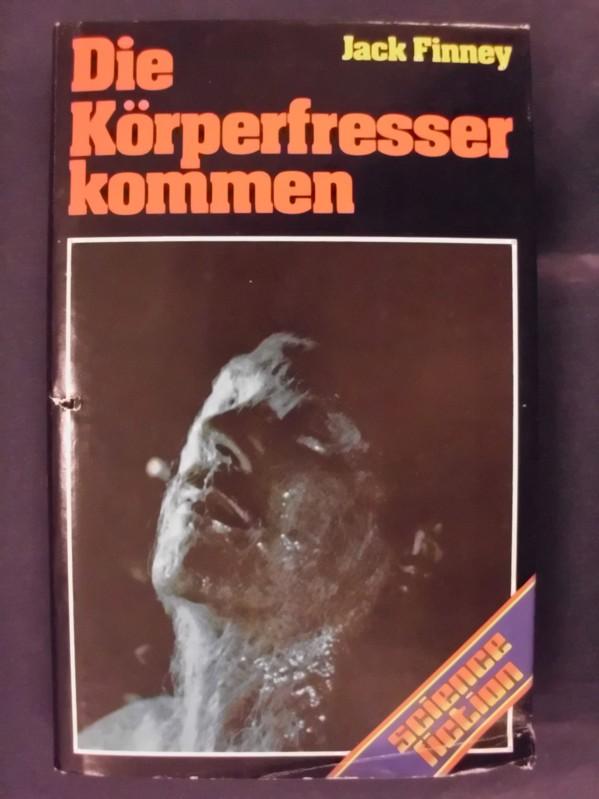 Die
Körperfresser
kommen
Jack Finney
science
fiction